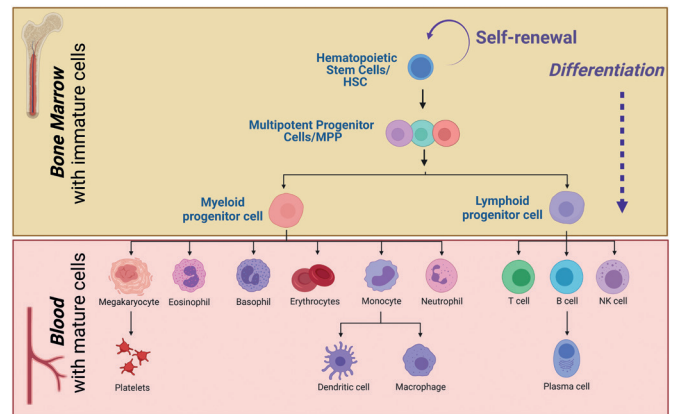 Bone Marrow
with immature cells
Self-renewal
Hematopoietic
Stem Cells/
HSC
Differentiation
Multipotent Progenitor
Cells/MPP
Myeloid
progenitor cell
Lymphoid
progenitor cell
Blood
with mature cells
Megakaryocyte
Eosinophil
Basophil
Erythrocytes
Monocyte
Neutrophil
T cell
B cell
NK cell
Platelets
Dendritic cell
Macrophage
Plasma cell